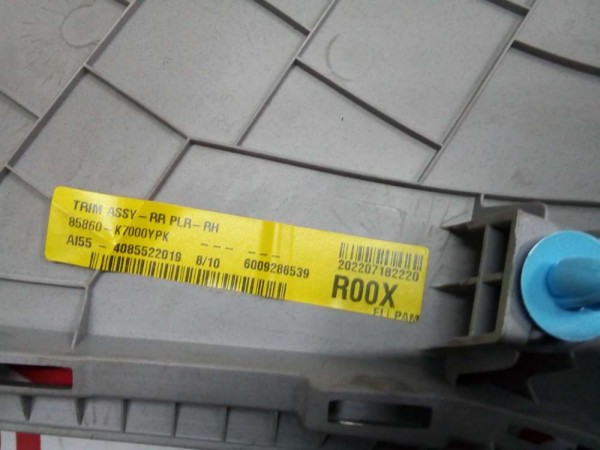 TRIM ASSY-RR PLR-RH
85860-K7000YPK --- ---
AI55 - 4085522019 8/10 6009286539
202207182220
R00X